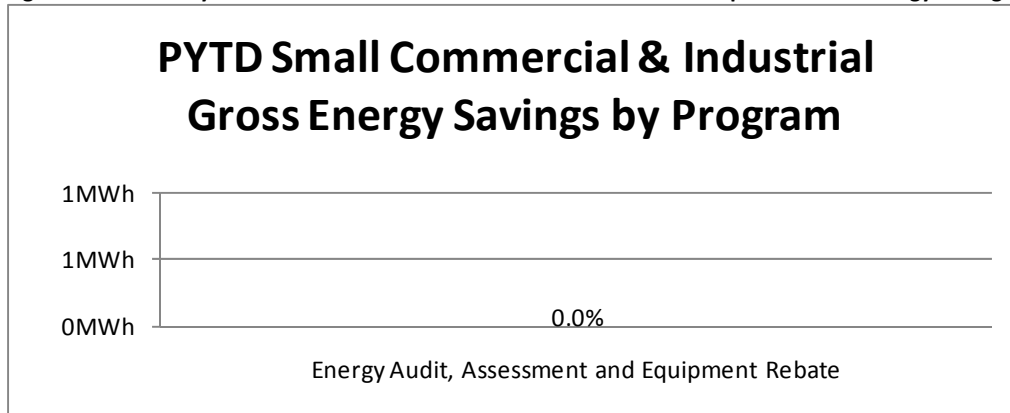 PYTD Small Commercial & Industrial
Gross Energy Savings by Program
1MWh
1MWh
0MWh
0.0%
Energy Audit, Assessment and Equipment Rebate